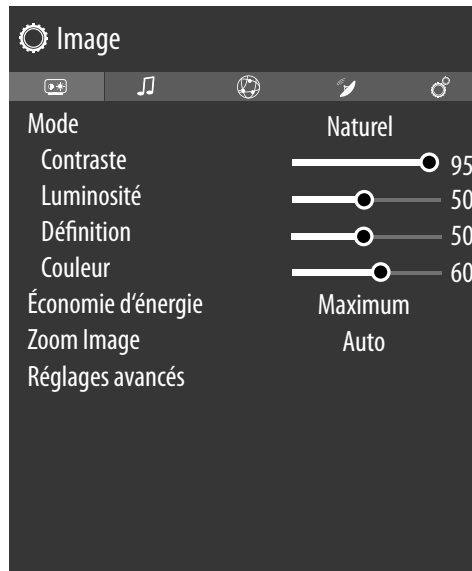 Image
Mode Naturel
Contraste 95
Luminosité 50
Définition 50
Couleur 60
Économie d‘énergie Maximum
Zoom Image Auto
Réglages avancés